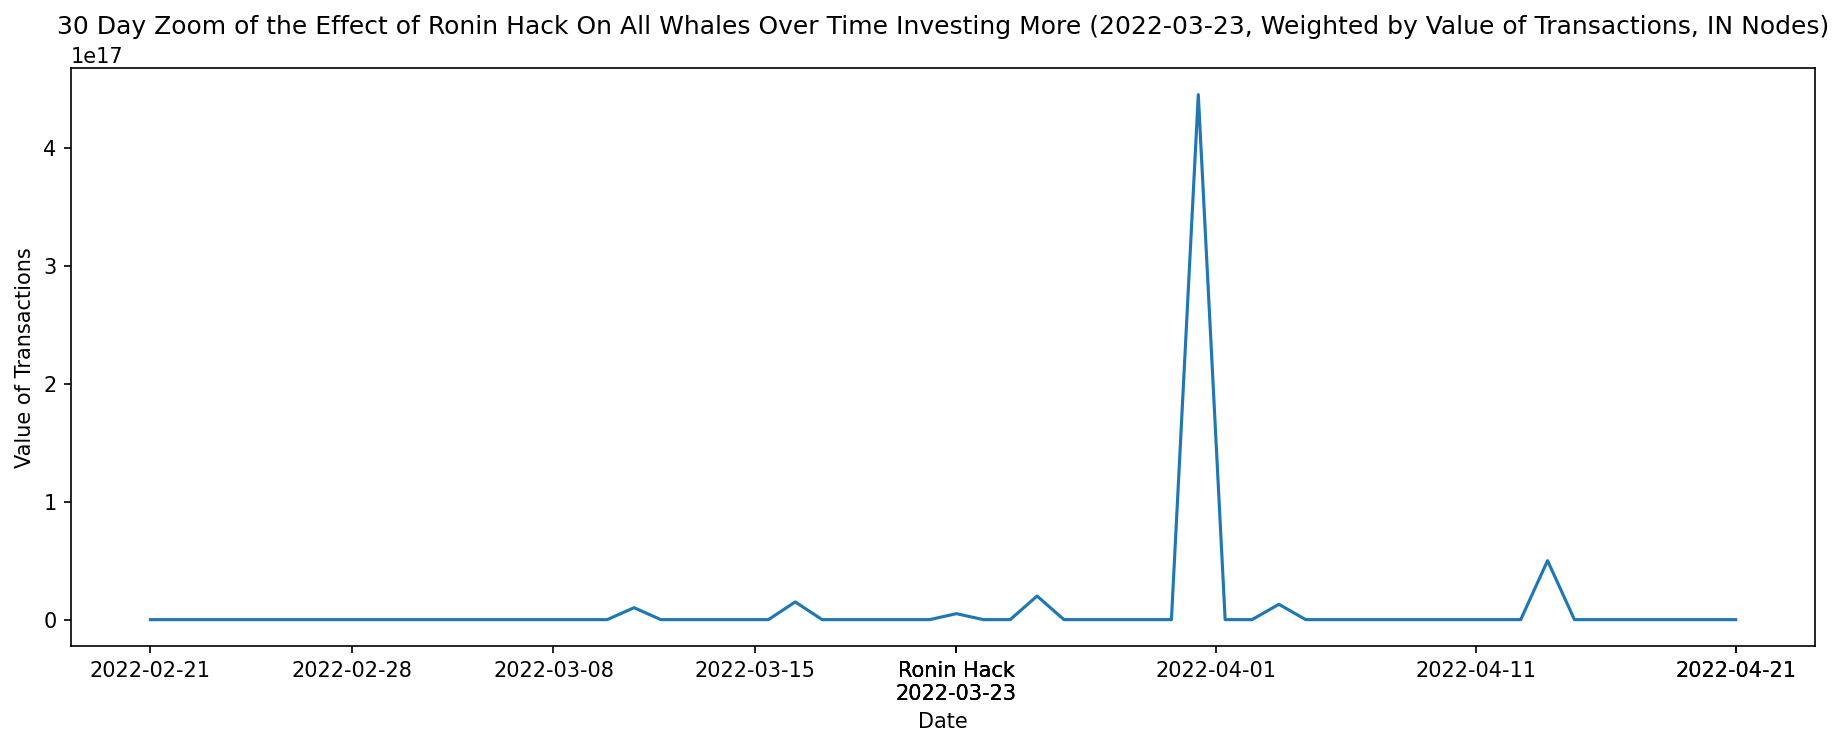 30 Day Zoom of the Effect of Ronin Hack On All Whales Over Time Investing More (2022-03-23, Weighted by Value of Transactions, IN Nodes)
1e17
4
3
2
1
0
Value of Transactions
2022-02-21
2022-02-28
2022-03-08
2022-03-15
Ronin Hack
2022-03-23
2022-04-01
2022-04-11
2022-04-21
Date